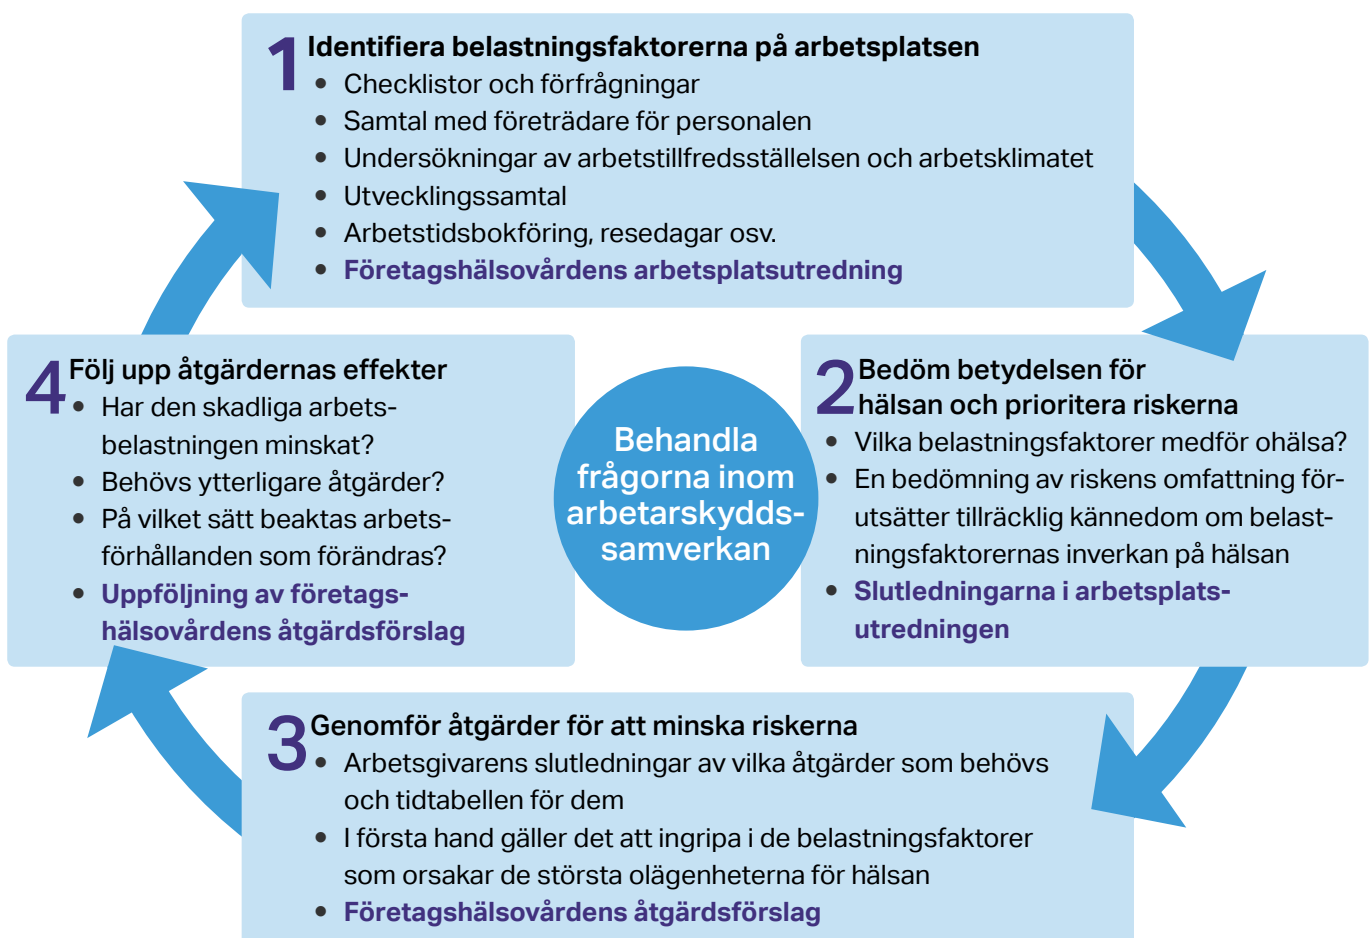 1 Identifiera belastningsfaktorerna på arbetsplatsen
• Checklistor och förfrågningar
• Samtal med företrädare för personalen
• Undersökningar av arbetstillfredsställelsen och arbetsklimatet
• Utvecklingssamtal
• Arbetstidsbokföring, resedagar osv.
• Företagshälsovårdens arbetsplatsutredning
2 Bedöm betydelsen för
hälsan och prioritera riskerna
• Vilka belastningsfaktorer medför ohälsa?
• En bedömning av riskens omfattning för-
utsätter tillräcklig kännedom om belast-
ningsfaktorernas inverkan på hälsan
• Slutledningarna i arbetsplats-
utredningen
3 Genomför åtgärder för att minska riskerna
• Arbetsgivarens slutledningar av vilka åtgärder som behövs
och tidtabellen för dem
• I första hand gäller det att ingripa i de belastningsfaktorer
som orsakar de största olägenheterna för hälsan
• Företagshälsovårdens åtgärdsförslag
4 Följ upp åtgärdernas effekter
• Har den skadliga arbets-
belastningen minskat?
• Behövs ytterligare åtgärder?
• På vilket sätt beaktas arbets-
förhållanden som förändras?
• Uppföljning av företags-
hälsovårdens åtgärdsförslag
Behandla
frågorna inom
arbetarskydds-
samverkan